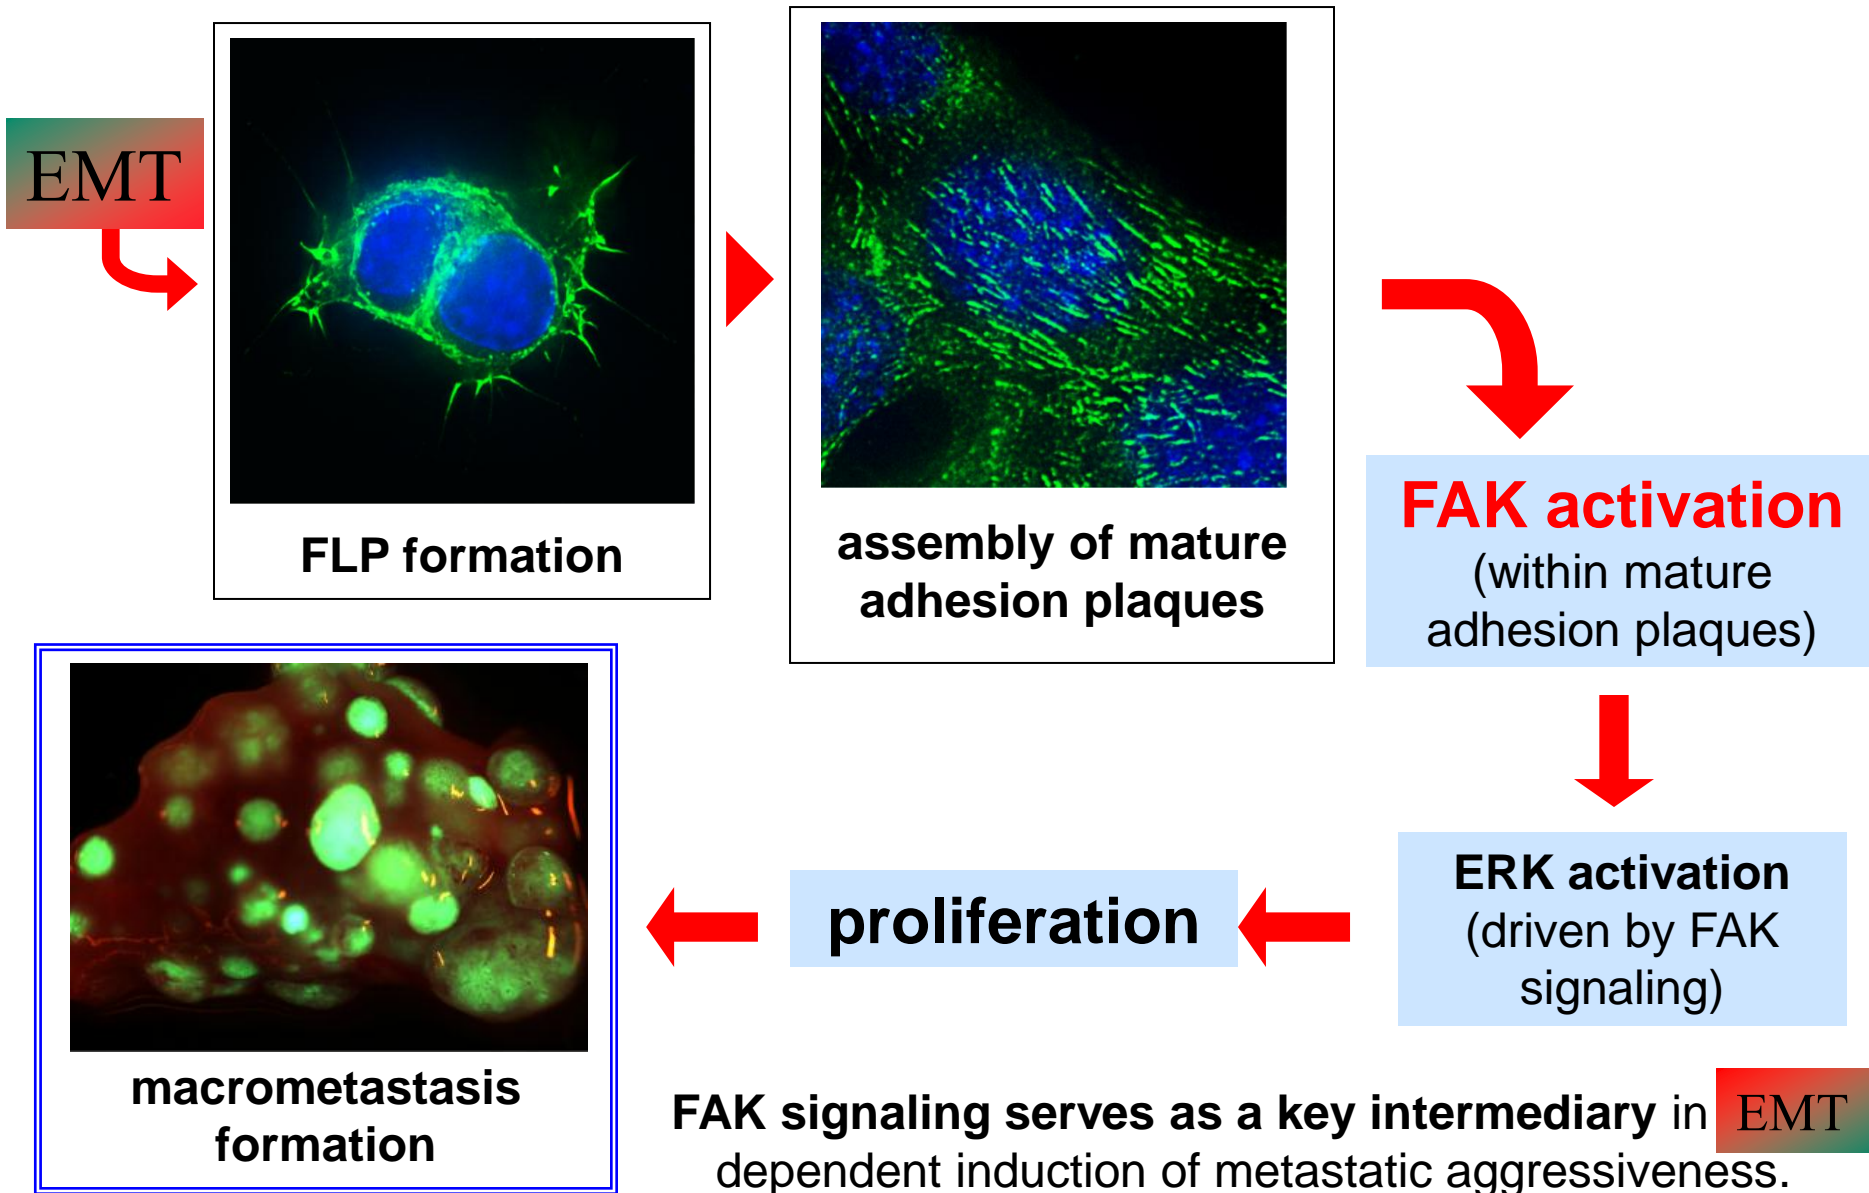 EMT
FLP formation
assembly of mature
adhesion plaques
FAK activation
(within mature
adhesion plaques)
ERK activation
(driven by FAK
signaling)
proliferation
macrometastasis
formation
FAK signaling serves as a key intermediary in EMT
dependent induction of metastatic aggressiveness.